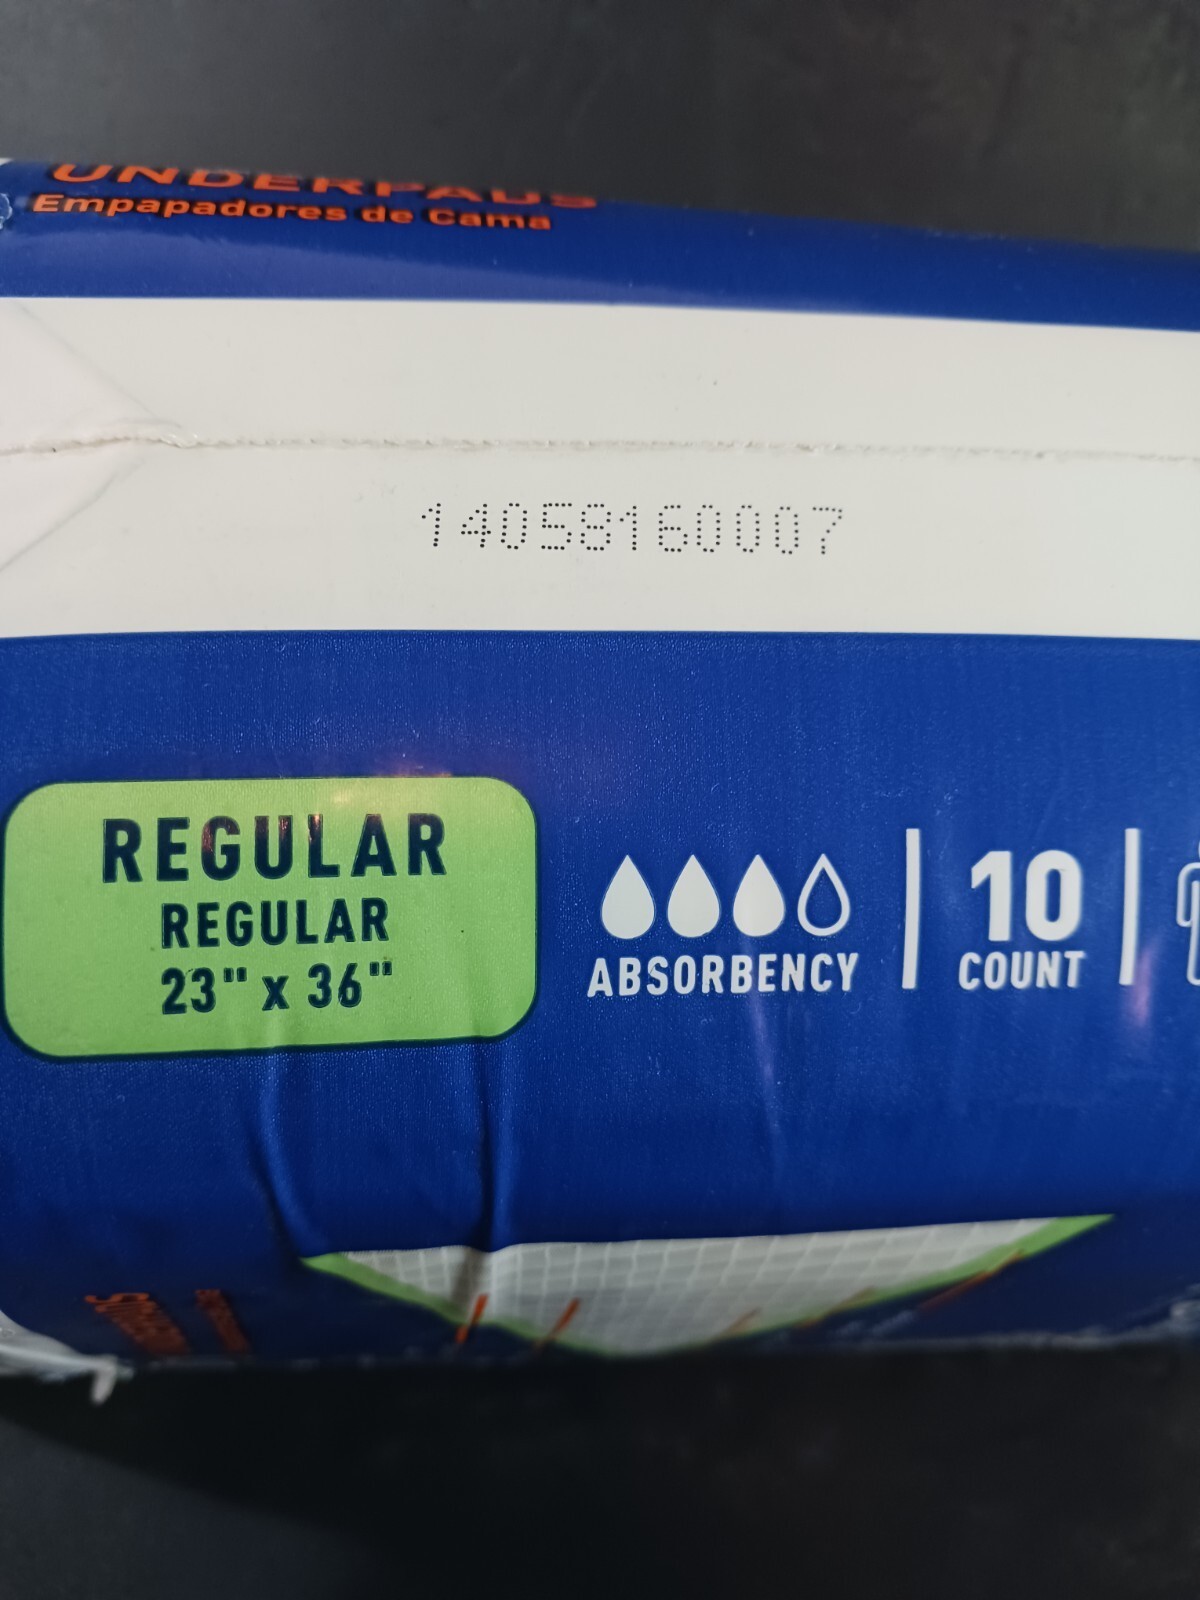 UNDERPADS
Empapadores de Cama
14058160007
REGULAR
REGULAR
23" x 36"
ABSORBENCY
10
COUNT